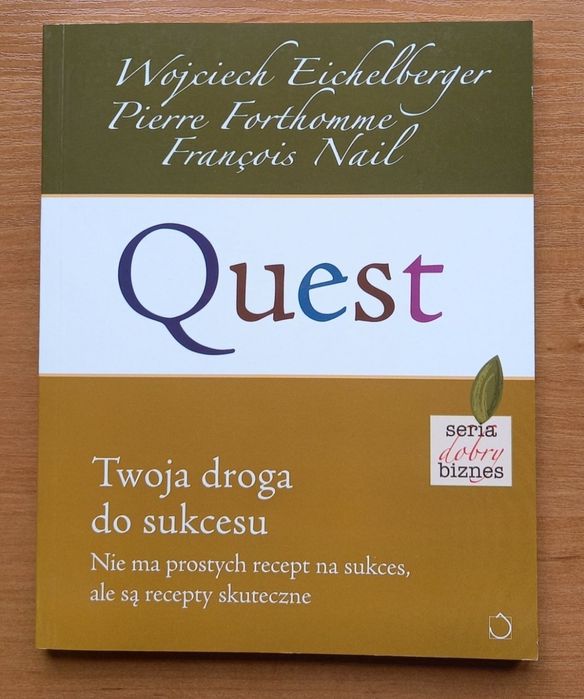 Wojciech Eichelberger
Pierre Forthomme
François Nail
Quest
seria
dobry
biznes
Twoja droga
do sukcesu
Nie ma prostych recept na sukces,
ale są recepty skuteczne